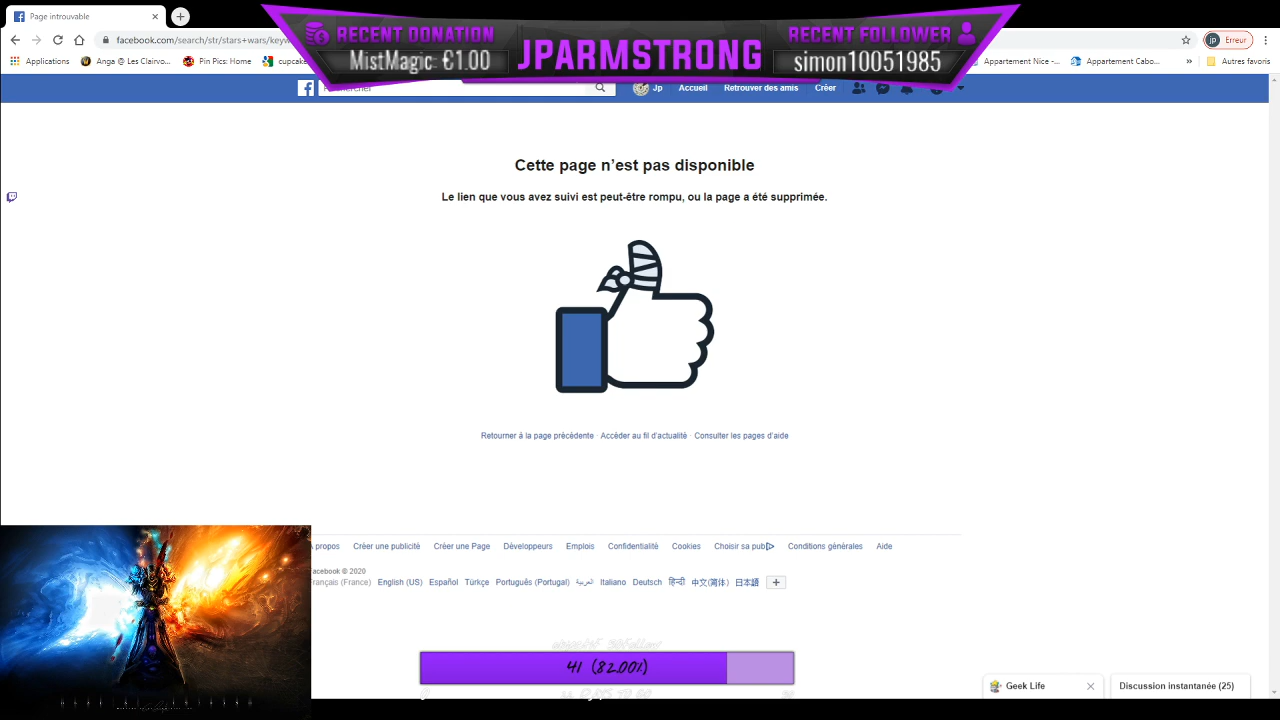 Page introuvable
RECENT DONATION
MistMagic €1.00
JPARMSTRONG
RECENT FOLLOWER
simon10051985
facebook.com/search/str/stars+wars/keyw
jp Erreur
Applications Anga @ Les Clairvo... Pin Pics: Home cupcake Appartement Nice -... Appartement Cabo... » Autres favoris
Jp Accueil Retrouver des amis Créer
Cette page n'est pas disponible
Le lien que vous avez suivi est peut-être rompu, ou la page a été supprimée.
Retourner à la page précédente · Accéder au fil d'actualité · Consulter les pages d'aide
À propos Créer une publicité Créer une Page Développeurs Emplois Confidentialité Cookies Choisir sa pub Conditions générales Aide
Facebook © 2020
Français (France) English (US) Español Türkçe Português (Portugal) العربية Italiano Deutsch हिन्दी 中文(简体) 日本語
41 (82.00%)
Geek Life
Discussion instantanée (25)